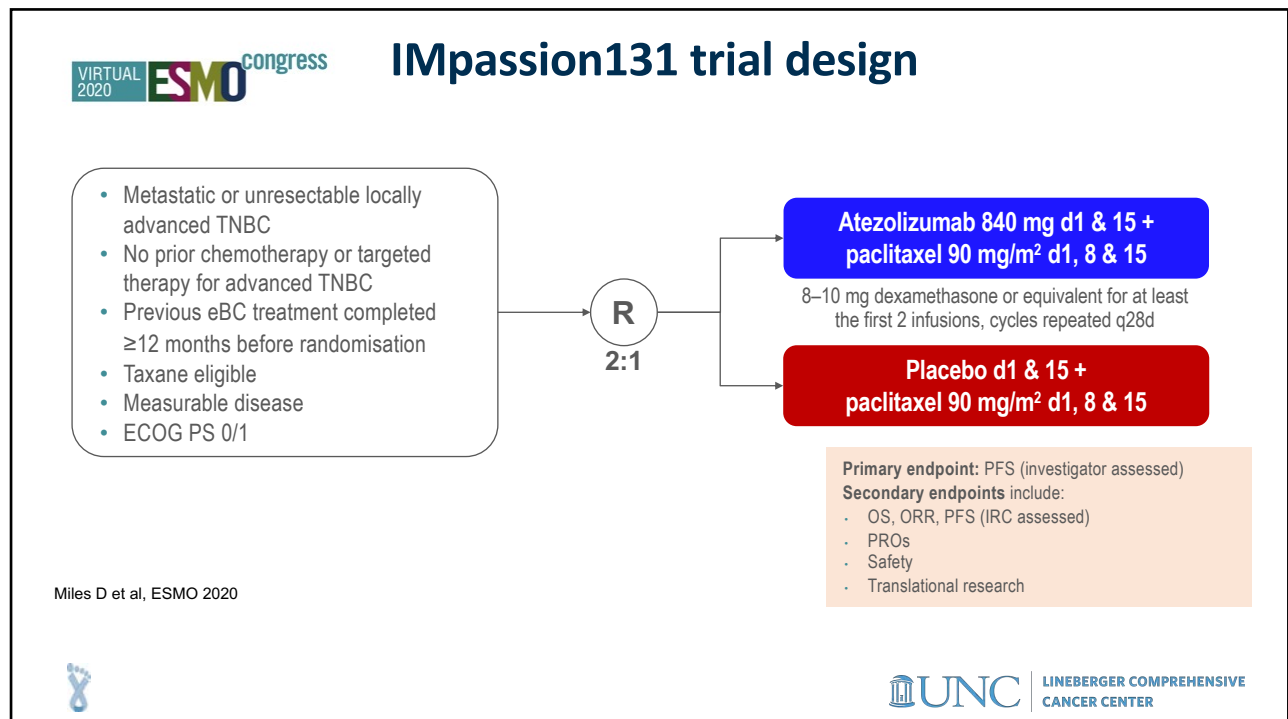 VIRTUAL
2020
ESMO
congress
IMpassion131 trial design
• Metastatic or unresectable locally
advanced TNBC
• No prior chemotherapy or targeted
therapy for advanced TNBC
• Previous eBC treatment completed
≥12 months before randomisation
• Taxane eligible
• Measurable disease
• ECOG PS 0/1
R
2:1
Atezolizumab 840 mg d1 & 15 +
paclitaxel 90 mg/m² d1, 8 & 15
8–10 mg dexamethasone or equivalent for at least
the first 2 infusions, cycles repeated q28d
Placebo d1 & 15 +
paclitaxel 90 mg/m² d1, 8 & 15
Primary endpoint: PFS (investigator assessed)
Secondary endpoints include:
· OS, ORR, PFS (IRC assessed)
· PROs
· Safety
· Translational research
Miles D et al, ESMO 2020
UNC
LINEBERGER COMPREHENSIVE
CANCER CENTER